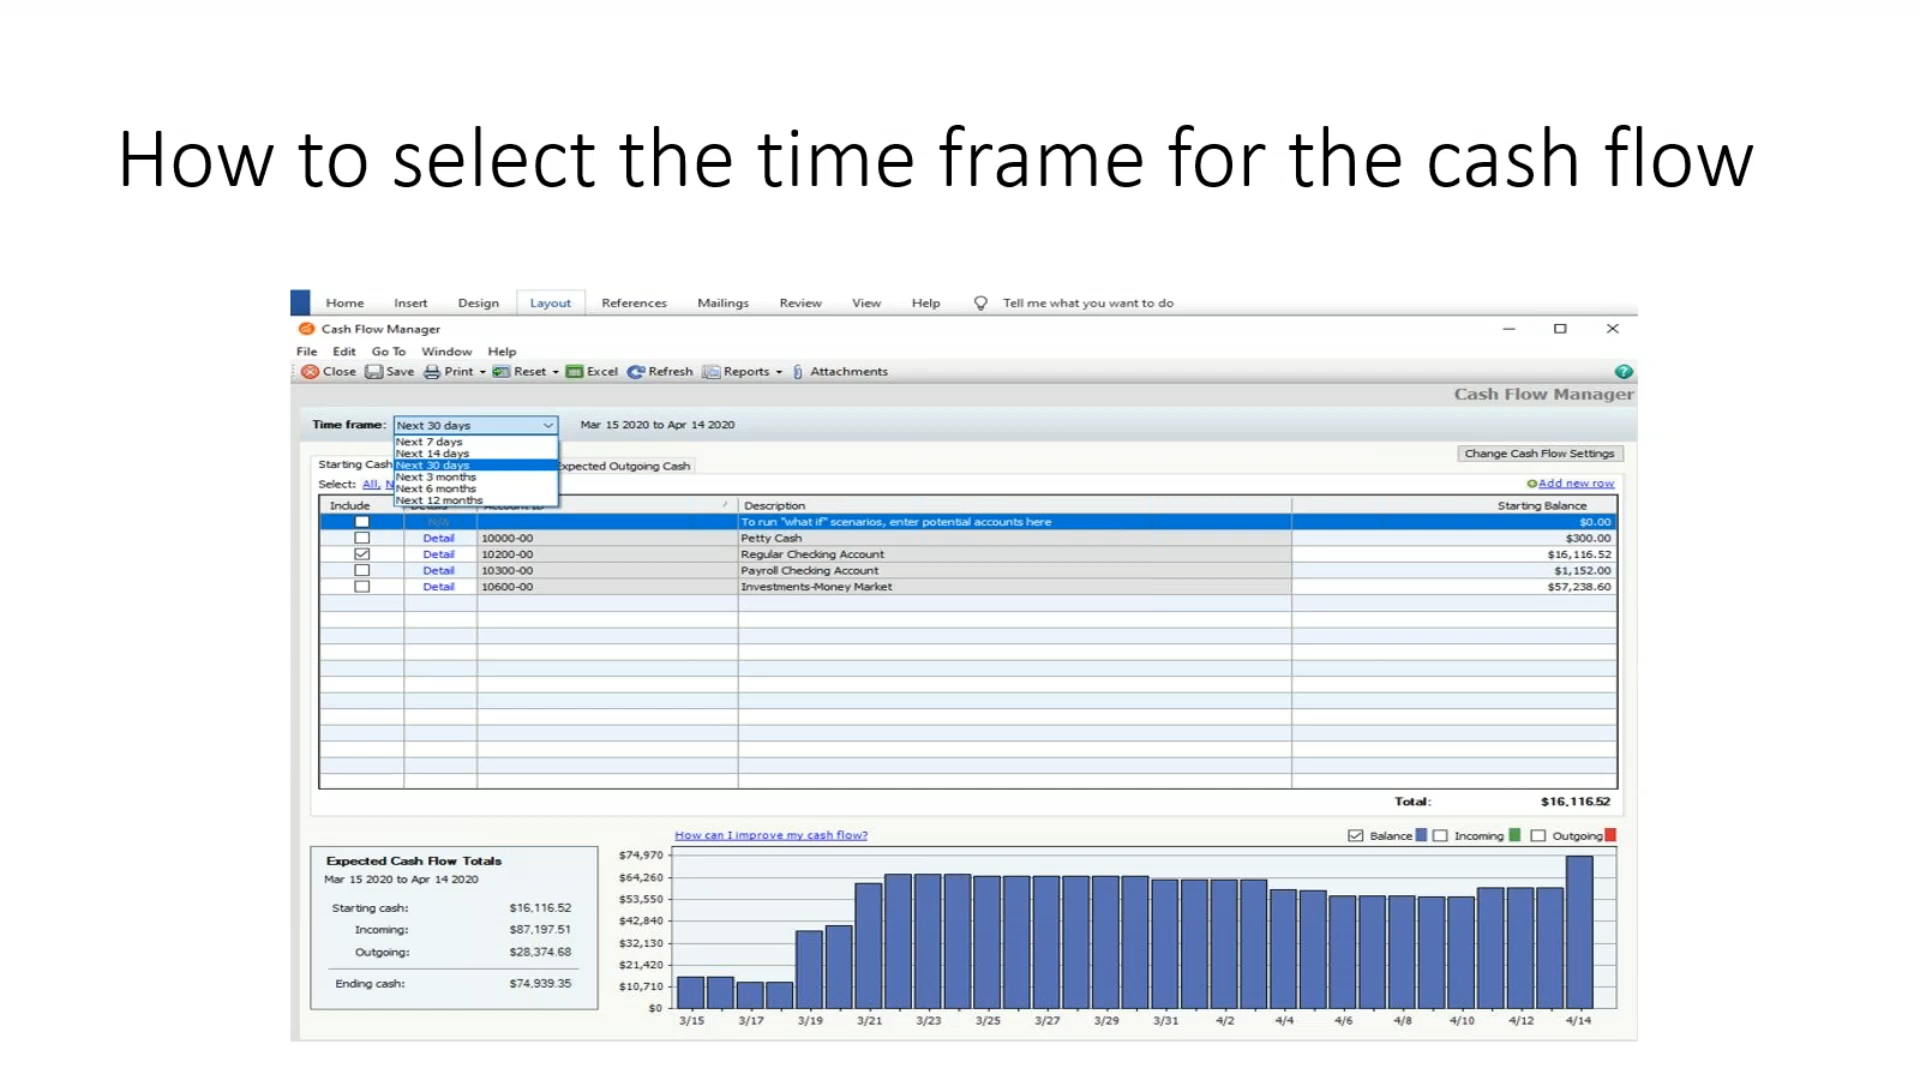 How to select the time frame for the cash flow
Home Insert Design Layout References Mailings Review View Help Tell me what you want to do
Cash Flow Manager
File Edit Go To Window Help
Close Save Print Reset Excel Refresh Reports Attachments
Cash Flow Manager
Time frame: Next 30 days Mar 15 2020 to Apr 14 2020
Next 7 days
Next 14 days
Next 30 days
Next 3 months
Next 6 months
Next 12 months
Change Cash Flow Settings
Starting Cash xpected Outgoing Cash
Select: All, N Add new row
Include Description Starting Balance
N/A To run "what if" scenarios, enter potential accounts here $0.00
Detail 10000-00 Petty Cash $300.00
Detail 10200-00 Regular Checking Account $16,116.52
Detail 10300-00 Payroll Checking Account $1,152.00
Detail 10600-00 Investments-Money Market $57,238.60
Total: $16,116.52
How can I improve my cash flow? Balance Incoming Outgoing
Expected Cash Flow Totals
Mar 15 2020 to Apr 14 2020
Starting cash: $16,116.52
Incoming: $87,197.51
Outgoing: $28,374.68
Ending cash: $74,939.35
$74,970
$64,260
$53,550
$42,840
$32,130
$21,420
$10,710
$0
3/15 3/17 3/19 3/21 3/23 3/25 3/27 3/29 3/31 4/2 4/4 4/6 4/8 4/10 4/12 4/14